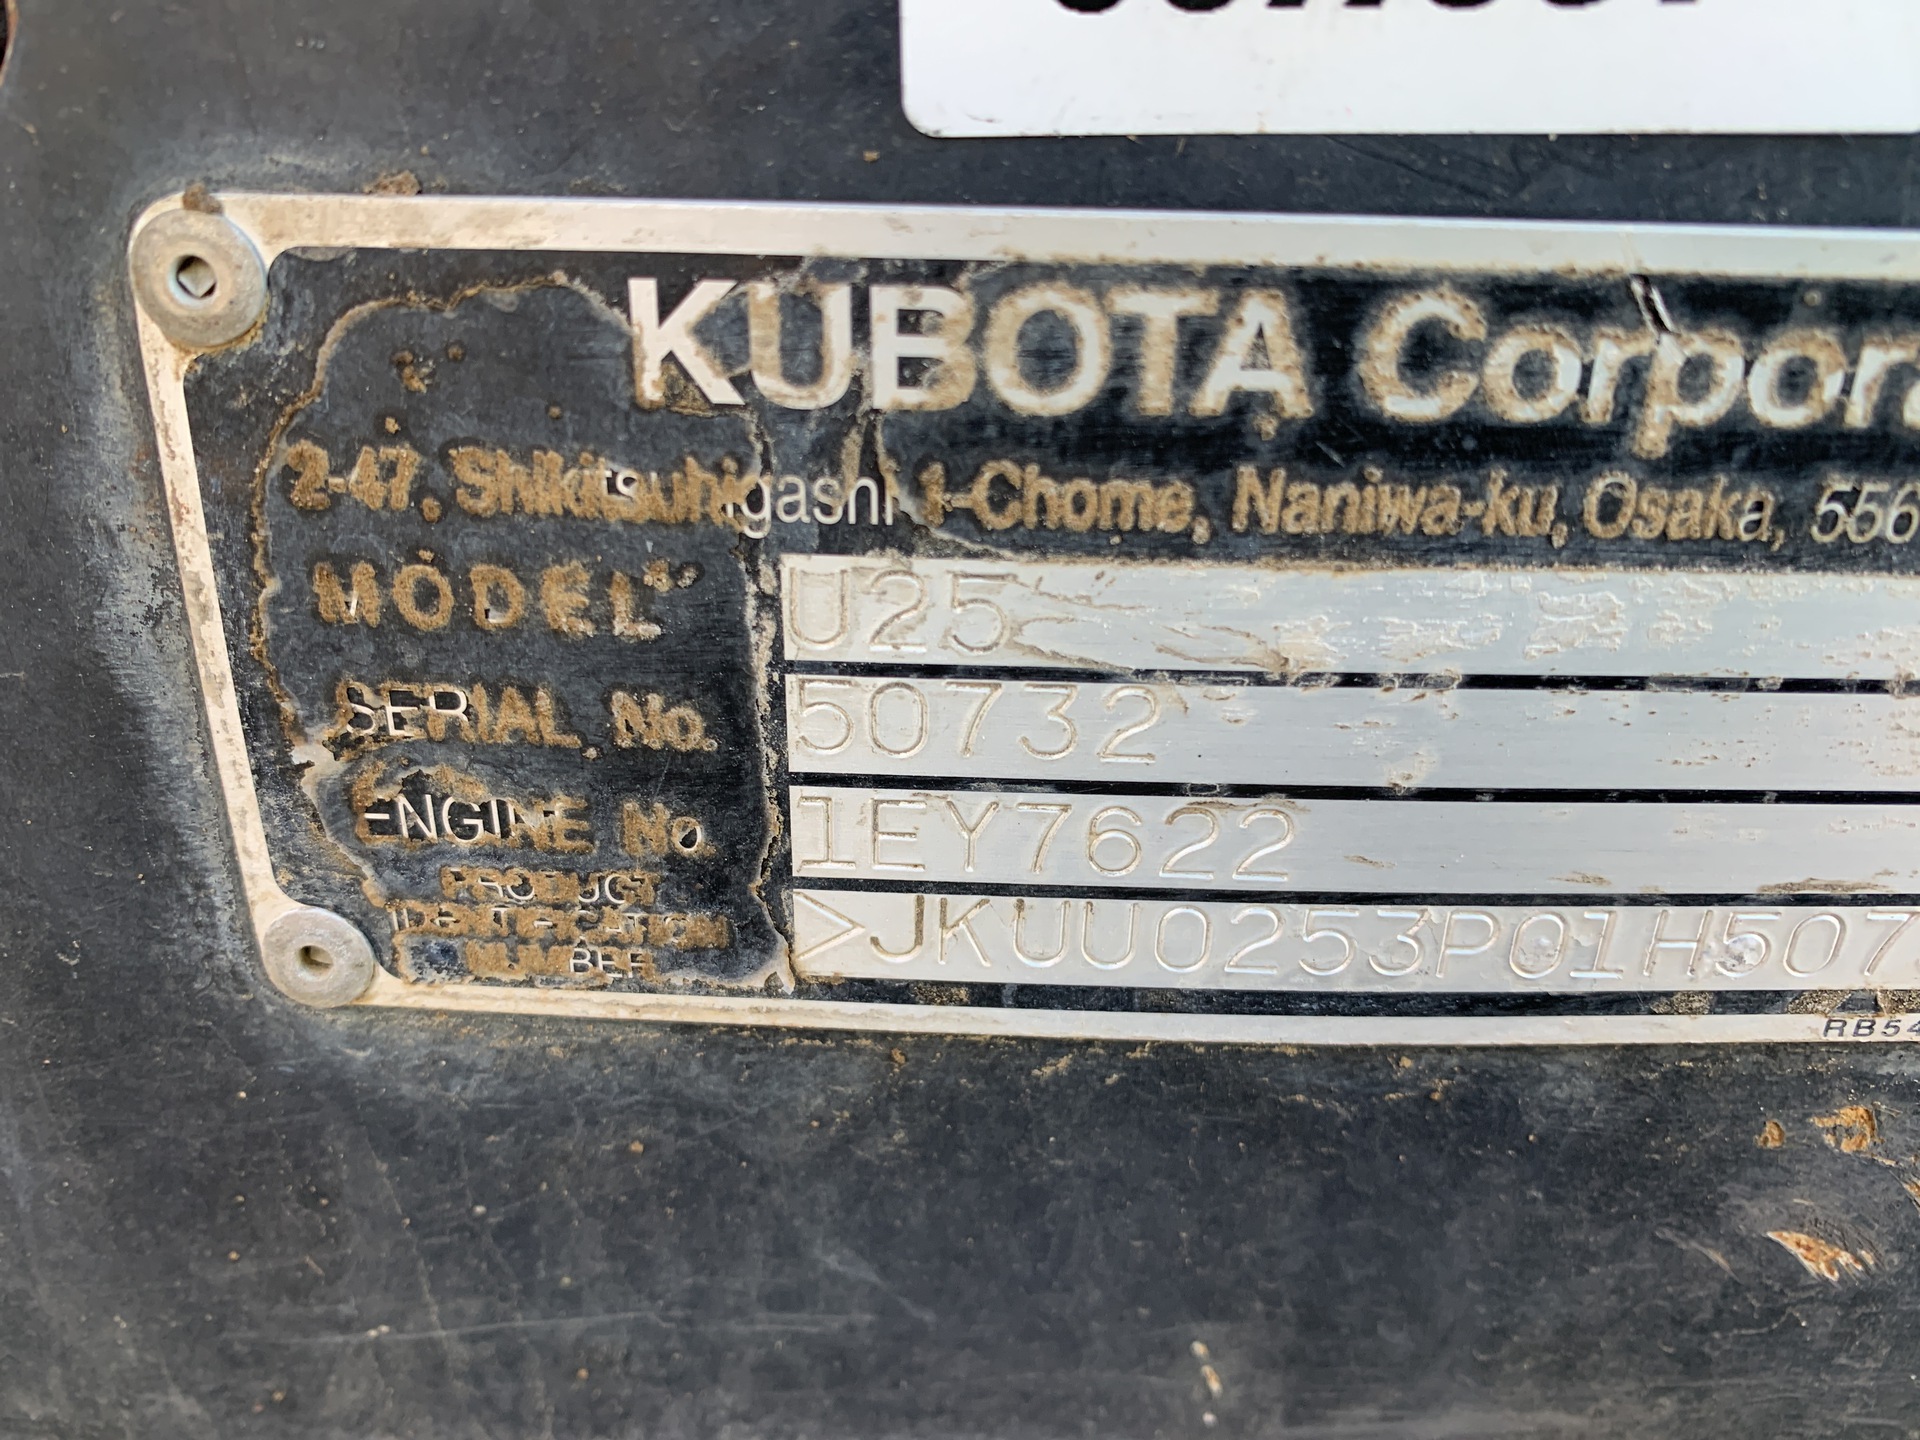 KUBOTA Corpora
2-47, Shikitsuhigashi 1-Chome, Naniwa-ku, Osaka, 556
MODEL U25
SERIAL No. 50732
ENGINE No. 1EY7622
PRODUCT
IDENTIFICATION
NUMBER
>JKUU0253P01H507
RB54